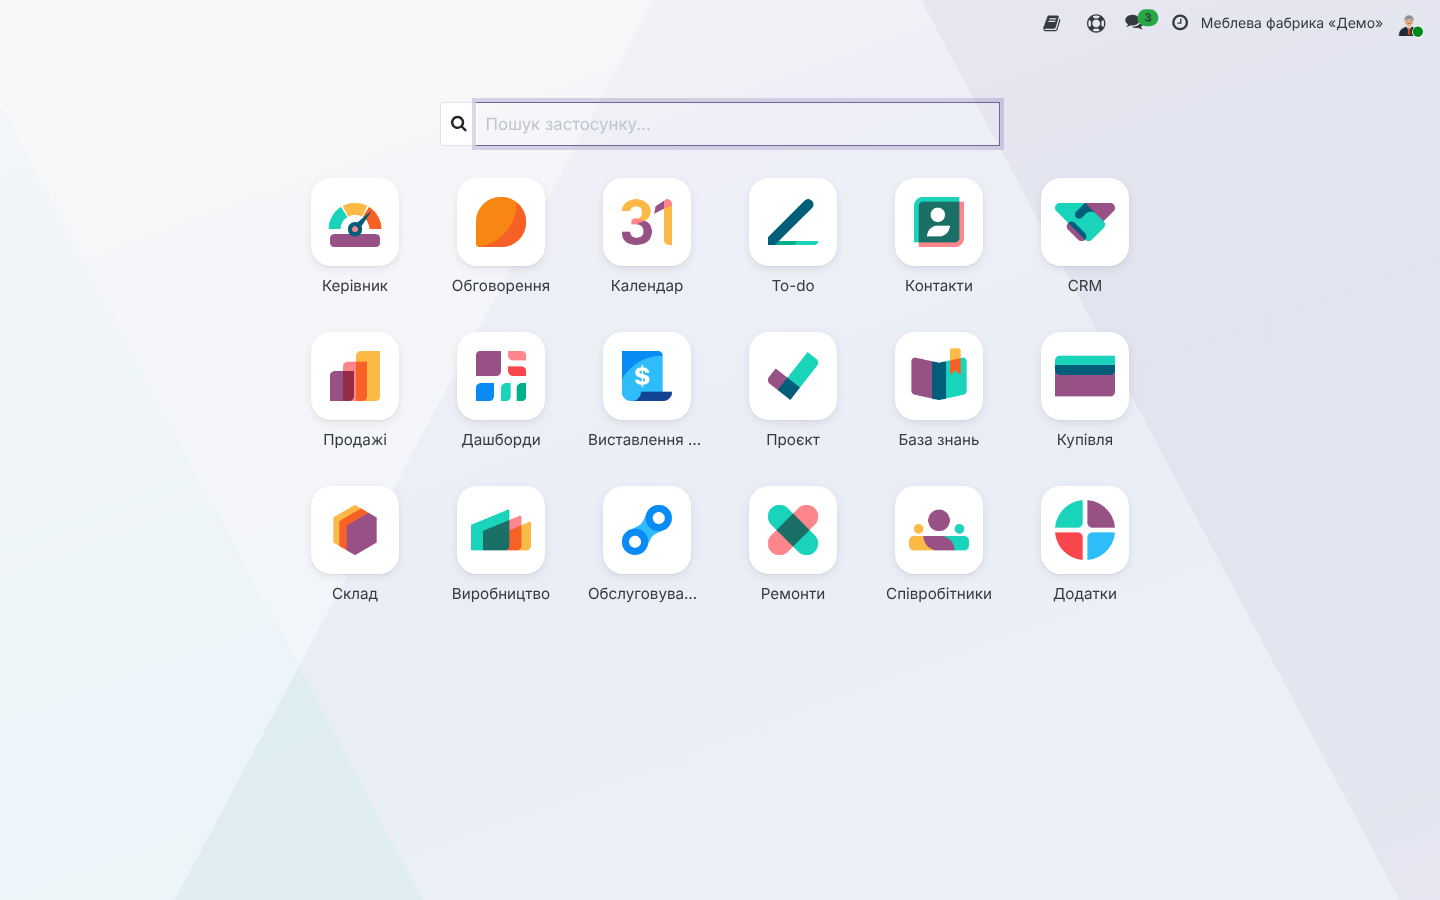 3
Меблева фабрика «Демо»
Пошук застосунку...
31
Керівник
Обговорення
Календар
To-do
Контакти
CRM
$
Продажі
Дашборди
Виставлення ...
Проєкт
База знань
Купівля
Склад
Виробництво
Обслуговува...
Ремонти
Співробітники
Додатки